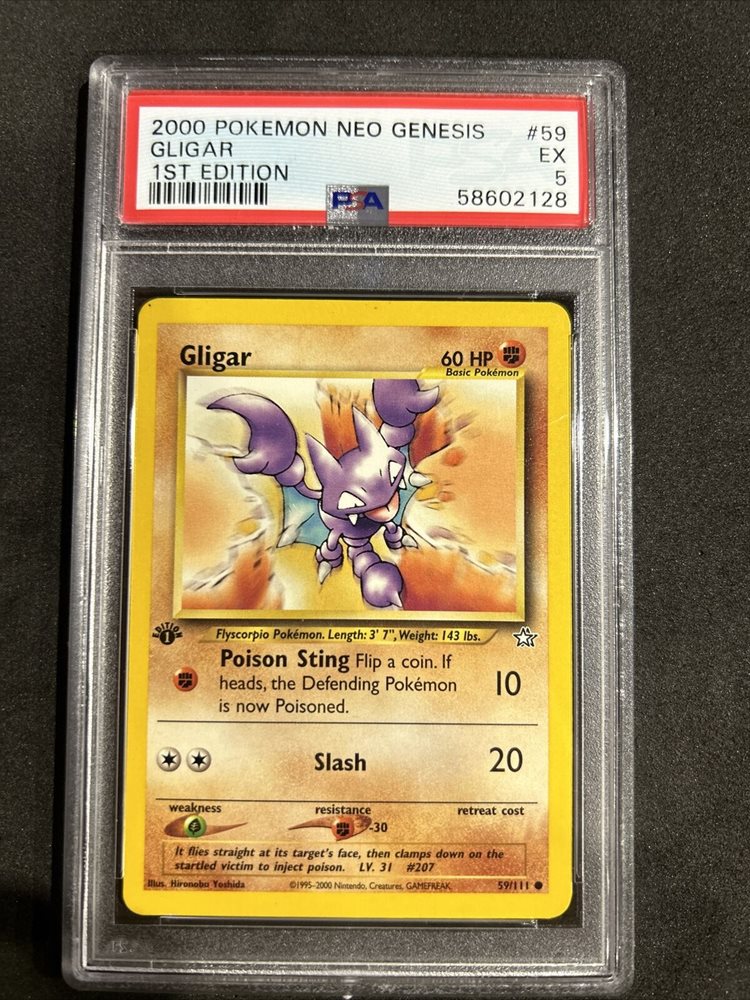 2000 POKEMON NEO GENESIS #59
GLIGAR EX
1ST EDITION 5
PSA 58602128
Gligar 60 HP
Basic Pokémon
EDITION
1
Flyscorpio Pokémon. Length: 3' 7", Weight: 143 lbs.
Poison Sting Flip a coin. If
heads, the Defending Pokémon 10
is now Poisoned.
Slash 20
weakness resistance retreat cost
-30
It flies straight at its target's face, then clamps down on the
startled victim to inject poison. LV. 31 #207
Illus. Hironobu Yoshida ©1995-2000 Nintendo, Creatures, GAMEFREAK. 59/111